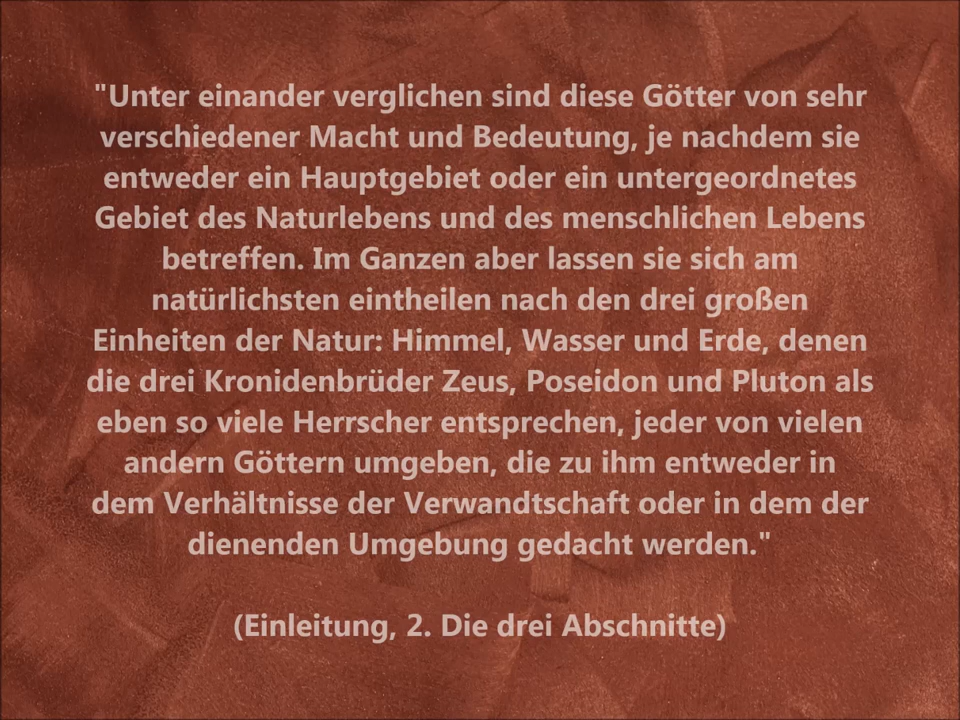 "Unter einander verglichen sind diese Götter von sehr
verschiedener Macht und Bedeutung, je nachdem sie
entweder ein Hauptgebiet oder ein untergeordnetes
Gebiet des Naturlebens und des menschlichen Lebens
betreffen. Im Ganzen aber lassen sie sich am
natürlichsten eintheilen nach den drei großen
Einheiten der Natur: Himmel, Wasser und Erde, denen
die drei Kronidenbrüder Zeus, Poseidon und Pluton als
eben so viele Herrscher entsprechen, jeder von vielen
andern Göttern umgeben, die zu ihm entweder in
dem Verhältnisse der Verwandtschaft oder in dem der
dienenden Umgebung gedacht werden."
(Einleitung, 2. Die drei Abschnitte)